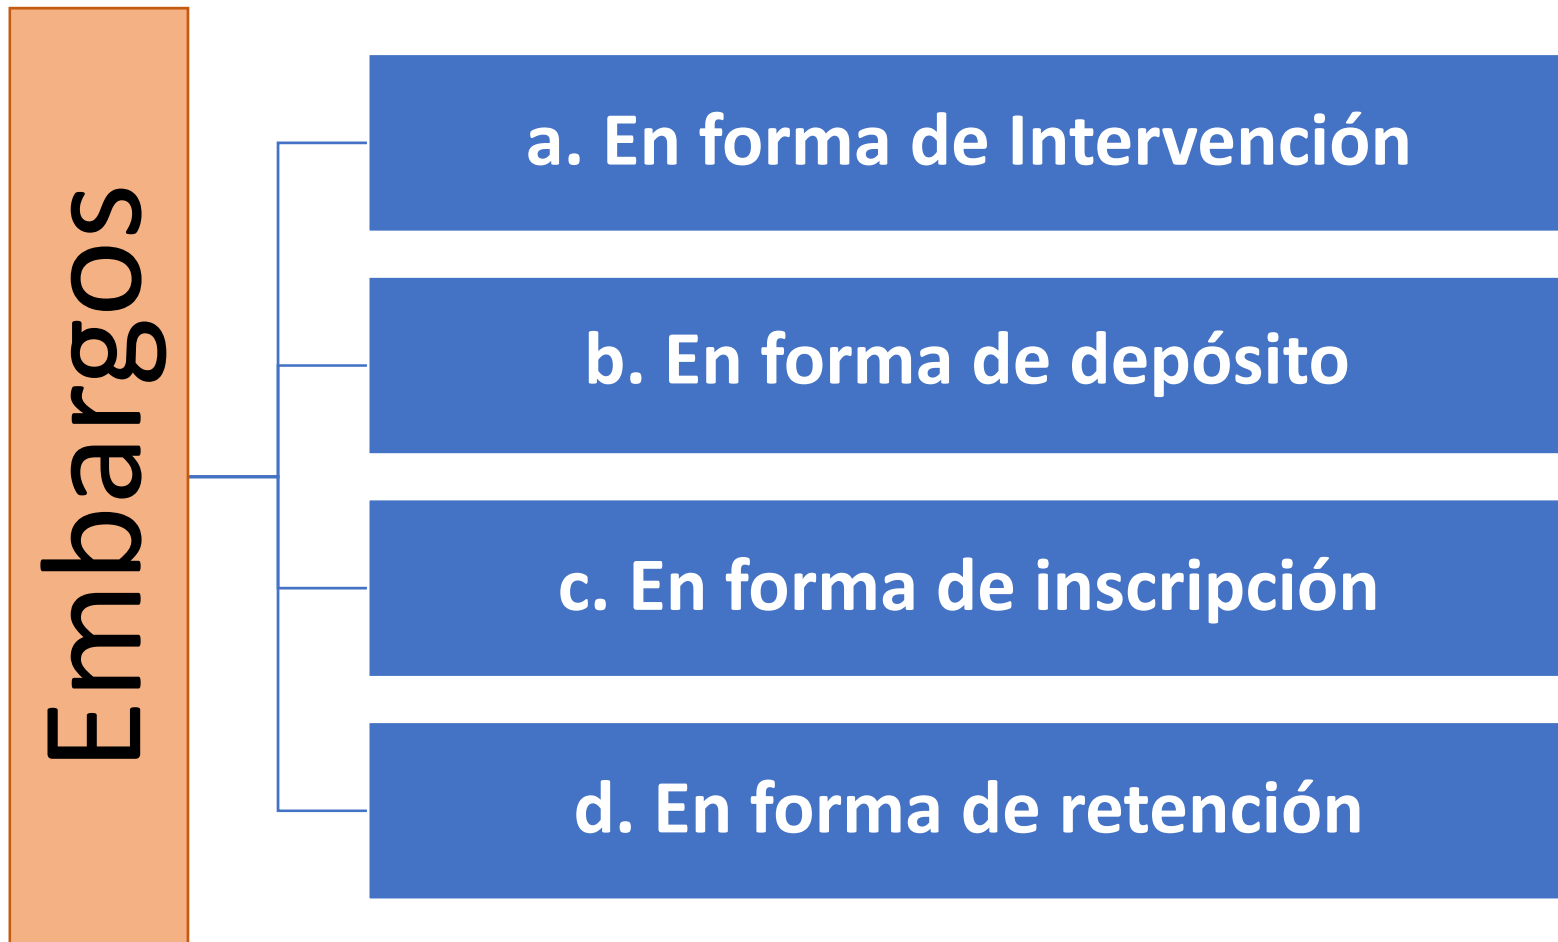 Embargos
a. En forma de Intervención
b. En forma de depósito
c. En forma de inscripción
d. En forma de retención